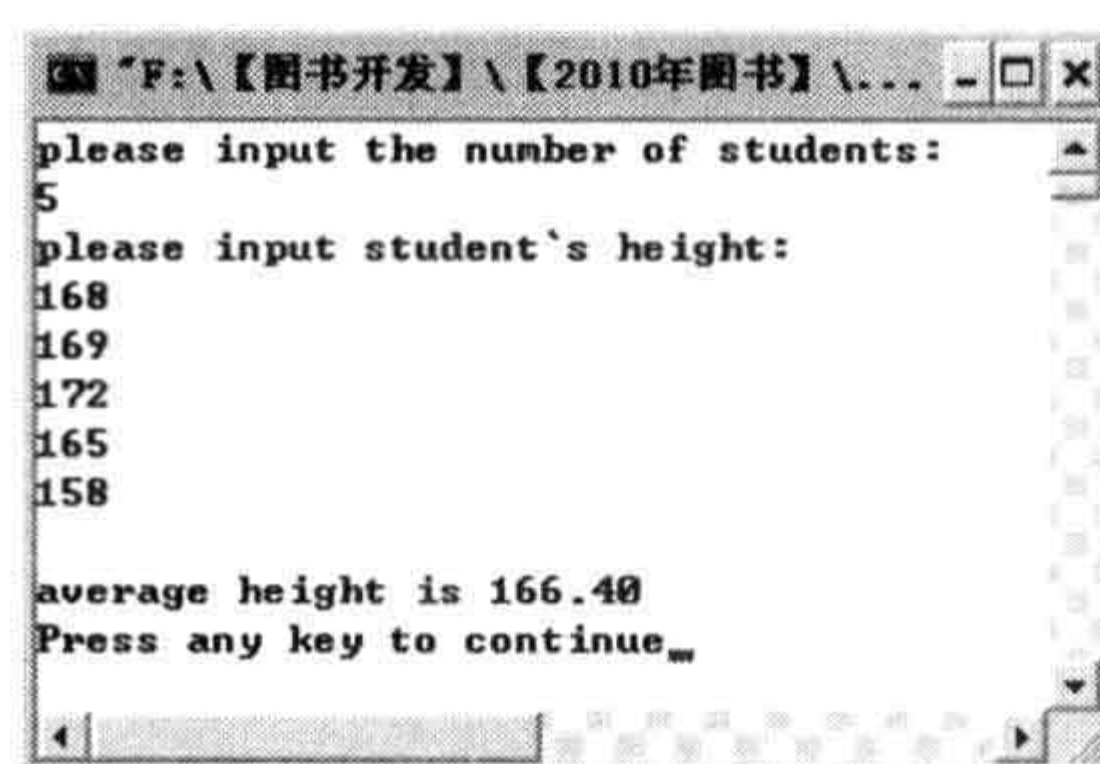 "F:\【图书开发】\【2010年图书】\...
please input the number of students:
5
please input student`s height:
168
169
172
165
158
average height is 166.40
Press any key to continue_